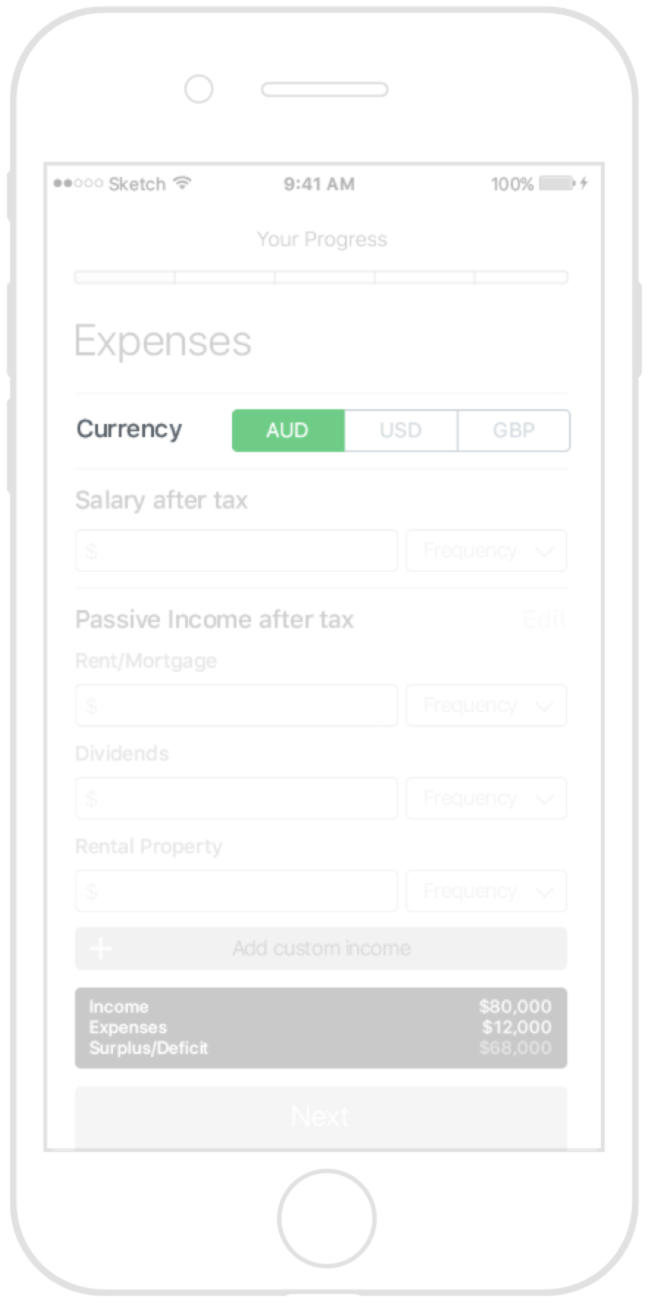 Sketch 9:41 AM 100%
Your Progress
Expenses
Currency AUD USD GBP
Salary after tax
$ Frequency
Passive Income after tax Edit
Rent/Mortgage
$ Frequency
Dividends
$ Frequency
Rental Property
$ Frequency
+ Add custom income
Income $80,000
Expenses $12,000
Surplus/Deficit $68,000
Next